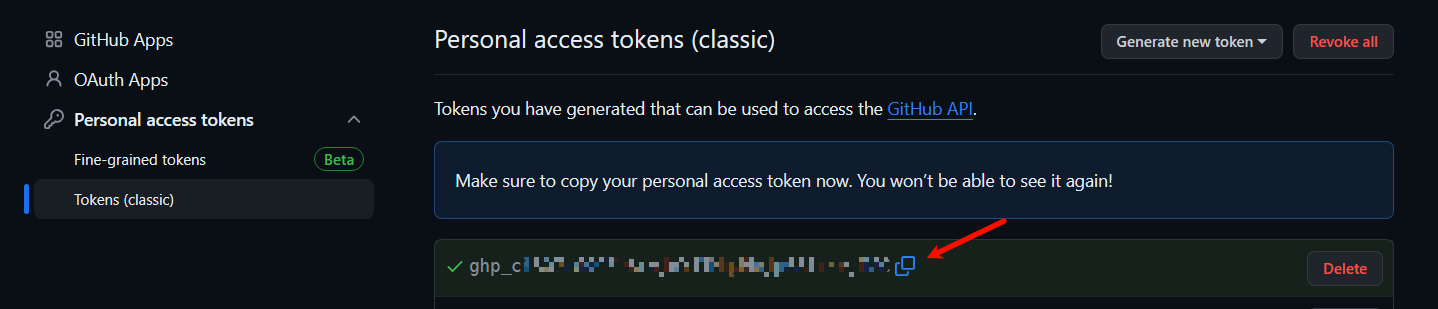 GitHub Apps
OAuth Apps
Personal access tokens
Fine-grained tokens Beta
Tokens (classic)
Personal access tokens (classic)
Generate new token
Revoke all
Tokens you have generated that can be used to access the GitHub API.
Make sure to copy your personal access token now. You won't be able to see it again!
ghp_c
Delete